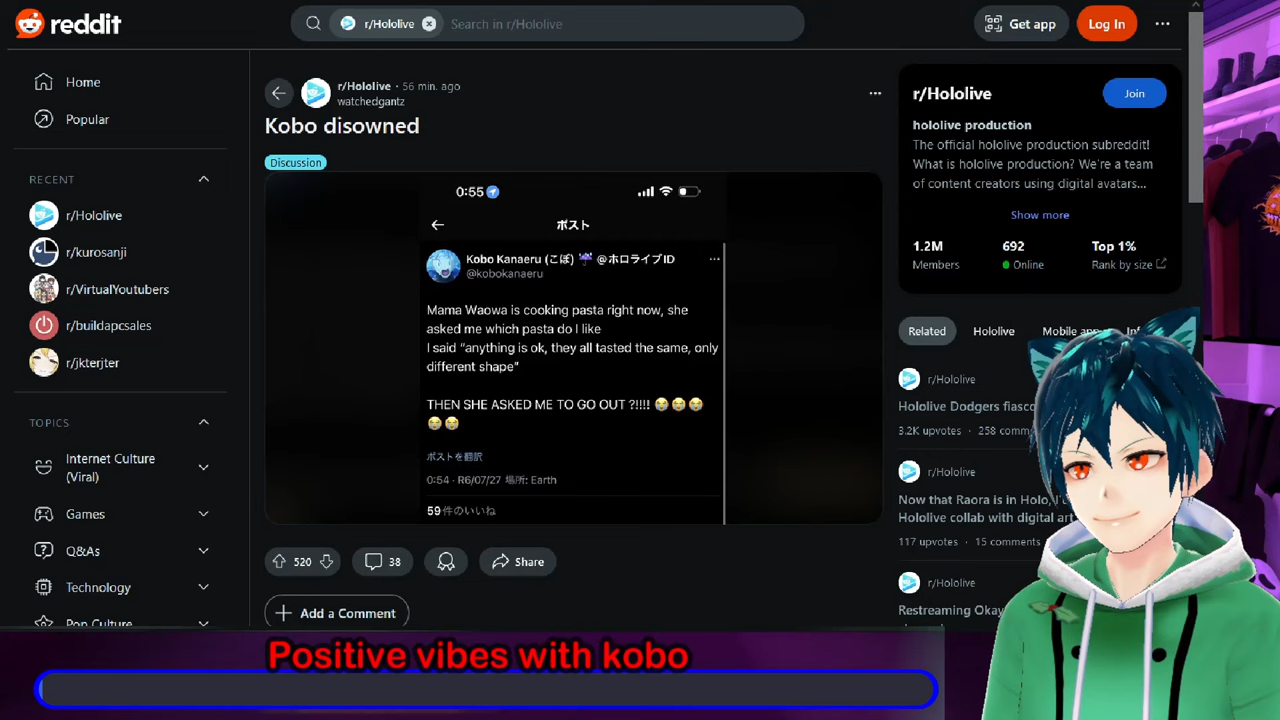 reddit
r/Hololive
Search in r/Hololive
Get app
Log In
Home
Popular
RECENT
r/Hololive
r/kurosanji
r/VirtualYoutubers
r/buildapcsales
r/jkterjter
TOPICS
Internet Culture
(Viral)
Games
Q&As
Technology
Pop Culture
r/Hololive • 56 min. ago
watchedgantz
Kobo disowned
Discussion
0:55
ポスト
Kobo Kanaeru (こぼ) ☔ @ホロライブID
@kobokanaeru
Mama Waowa is cooking pasta right now, she
asked me which pasta do I like
I said “anything is ok, they all tasted the same, only
different shape”
THEN SHE ASKED ME TO GO OUT ?!!!! 😭😭😭
😭😭
ポストを翻訳
0:54 · R6/07/27 場所: Earth
59件のいいね
520
38
Share
Add a Comment
r/Hololive
Join
hololive production
The official hololive production subreddit!
What is hololive production? We're a team
of content creators using digital avatars...
Show more
1.2M
Members
692
Online
Top 1%
Rank by size
Related
Hololive
Mobile app
r/Hololive
Hololive Dodgers
3.2K upvotes • 258
r/Hololive
Now that Raora is in Holo,
Hololive collab with digital
117 upvotes • 15 comments
r/Hololive
Restreaming
Positive vibes with kobo